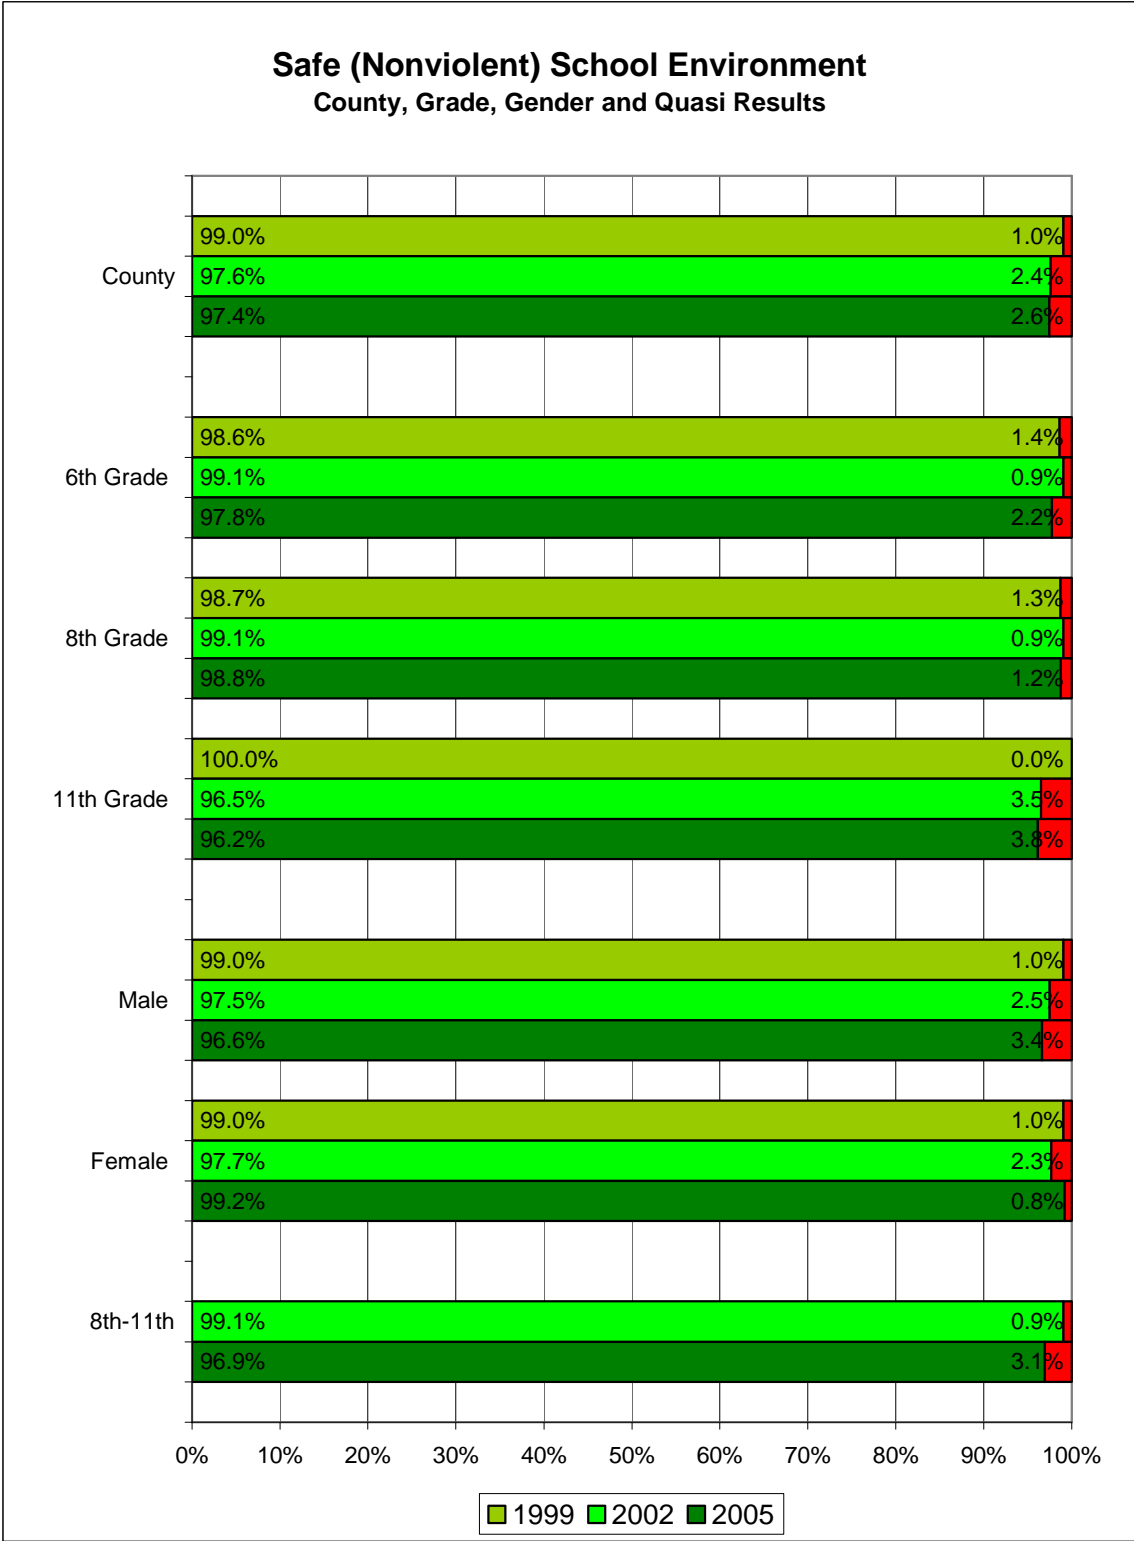 Safe (Nonviolent) School Environment
County, Grade, Gender and Quasi Results
99.0% 1.0%
County 97.6% 2.4%
97.4% 2.6%
98.6% 1.4%
6th Grade 99.1% 0.9%
97.8% 2.2%
98.7% 1.3%
8th Grade 99.1% 0.9%
98.8% 1.2%
100.0% 0.0%
11th Grade 96.5% 3.5%
96.2% 3.8%
99.0% 1.0%
Male 97.5% 2.5%
96.6% 3.4%
99.0% 1.0%
Female 97.7% 2.3%
99.2% 0.8%
8th-11th 99.1% 0.9%
96.9% 3.1%
0% 10% 20% 30% 40% 50% 60% 70% 80% 90% 100%
1999 2002 2005